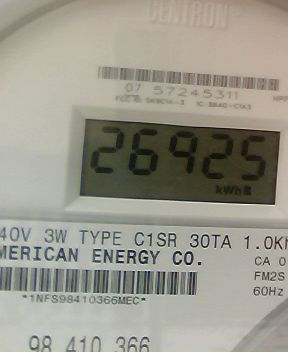 CENTRON®
07 57245311
26925
kWh
40V 3W TYPE C1SR 30TA 1.0Kh
MERICAN ENERGY CO.
CA 0
FM2S
*1NFS98410366MEC*
60Hz
98 410 366